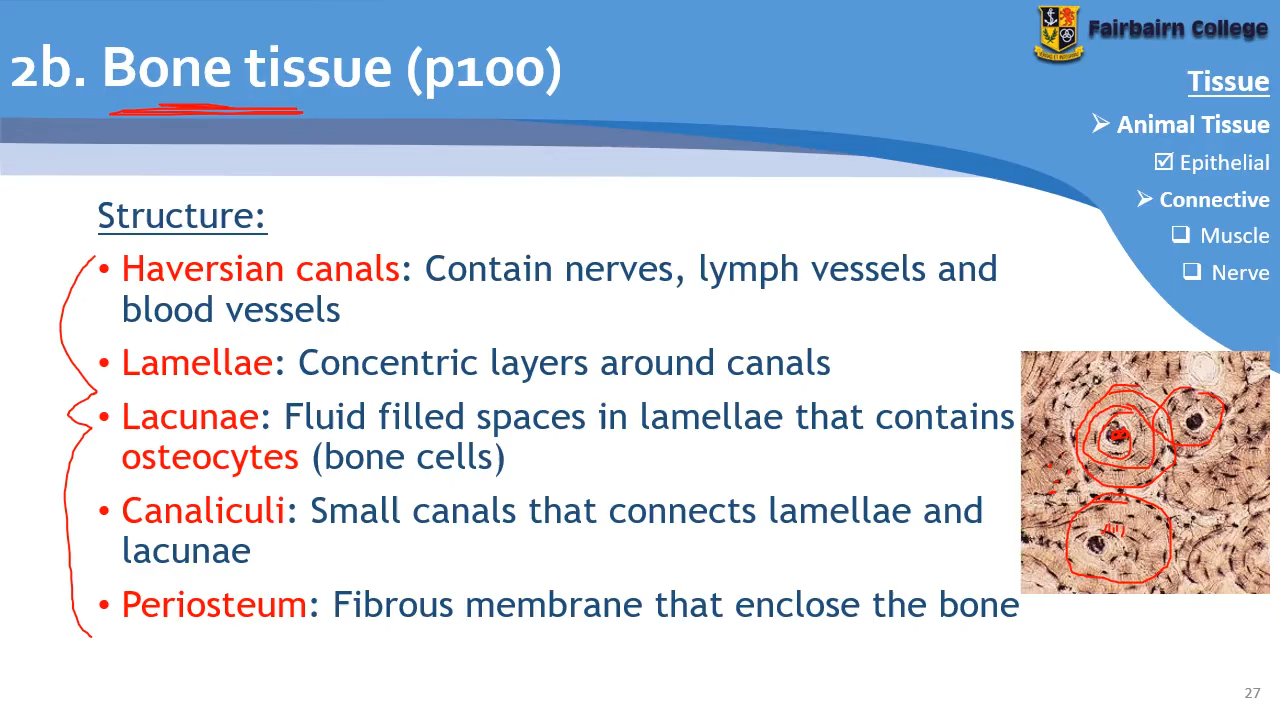 2b. Bone tissue (p100)
Fairbairn College
Tissue
➢ Animal Tissue
☑ Epithelial
➢ Connective
❑ Muscle
❑ Nerve
Structure:
• Haversian canals: Contain nerves, lymph vessels and
blood vessels
• Lamellae: Concentric layers around canals
• Lacunae: Fluid filled spaces in lamellae that contains
osteocytes (bone cells)
• Canaliculi: Small canals that connects lamellae and
lacunae
• Periosteum: Fibrous membrane that enclose the bone
27